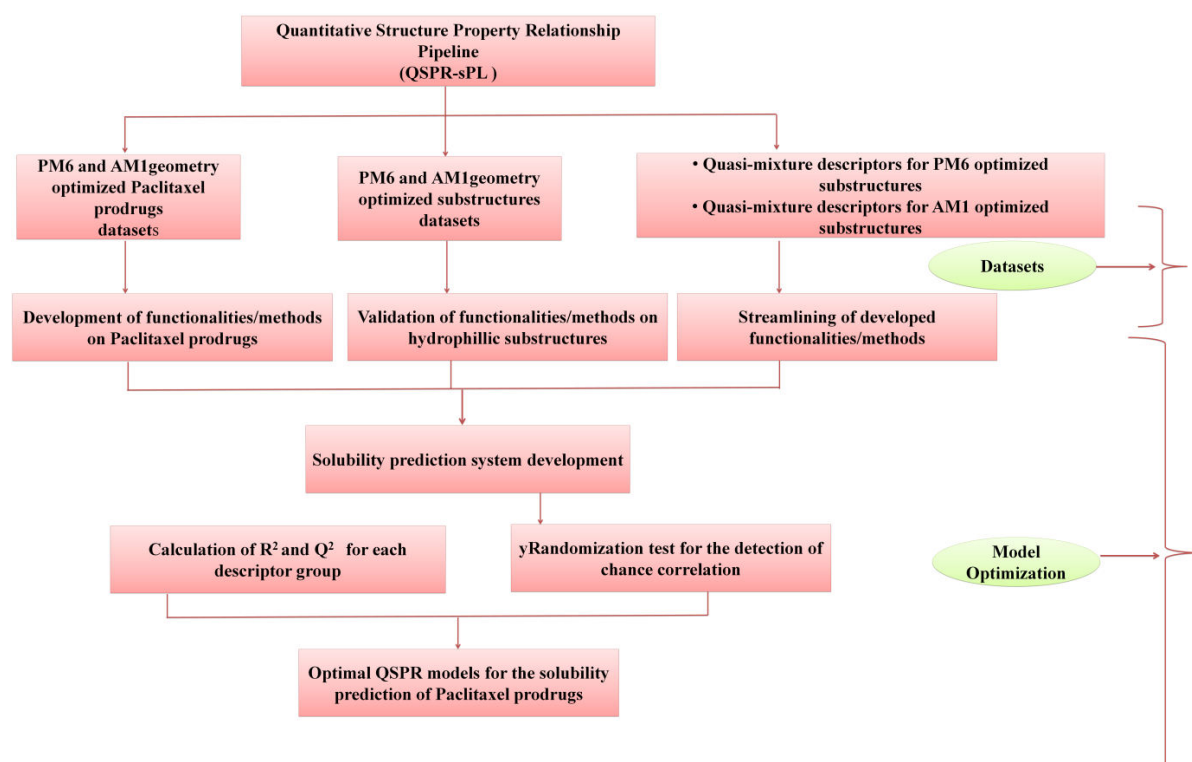 Quantitative Structure Property Relationship
Pipeline
(QSPR-sPL )
PM6 and AM1geometry
optimized Paclitaxel
prodrugs
datasets
PM6 and AM1geometry
optimized substructures
datasets
• Quasi-mixture descriptors for PM6 optimized
substructures
• Quasi-mixture descriptors for AM1 optimized
substructures
Datasets
Development of functionalities/methods
on Paclitaxel prodrugs
Validation of functionalities/methods on
hydrophillic substructures
Streamlining of developed
functionalities/methods
Solubility prediction system development
Calculation of R² and Q² for each
descriptor group
yRandomization test for the detection of
chance correlation
Model
Optimization
Optimal QSPR models for the solubility
prediction of Paclitaxel prodrugs